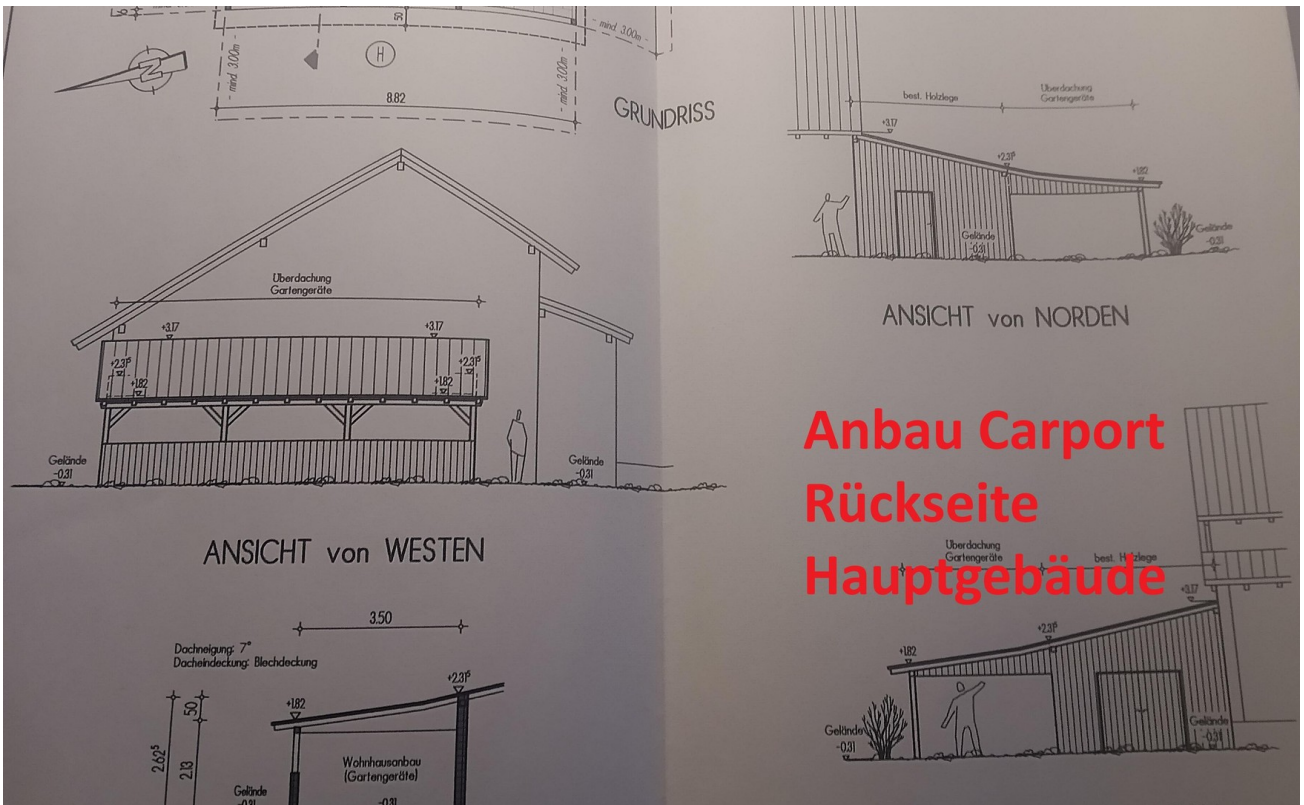 50
- mind 3.00m -
- mind 3.00m -
- mind 3.00m -
N
H
8.82
GRUNDRISS
best. Holzlege
Überdachung
Gartengeräte
+3.17
+2.31⁵
+1.82
Gelände
-0.31
Gelände
-0.31
ANSICHT von NORDEN
Überdachung
Gartengeräte
+3.17
+3.17
+2.31⁵
+2.31⁵
+1.82
+1.82
Gelände
-0.31
Gelände
-0.31
ANSICHT von WESTEN
Anbau Carport
Rückseite
Hauptgebäude
Überdachung
Gartengeräte
best. Holzlege
+3.17
+2.31⁵
+1.82
Gelände
-0.31
Gelände
-0.31
3.50
Dachneigung: 7°
Dacheindeckung: Blechdeckung
+2.31⁵
+1.82
50
2.62⁵
2.13
Wohnhausanbau
(Gartengeräte)
Gelände
-0.31
-0.31